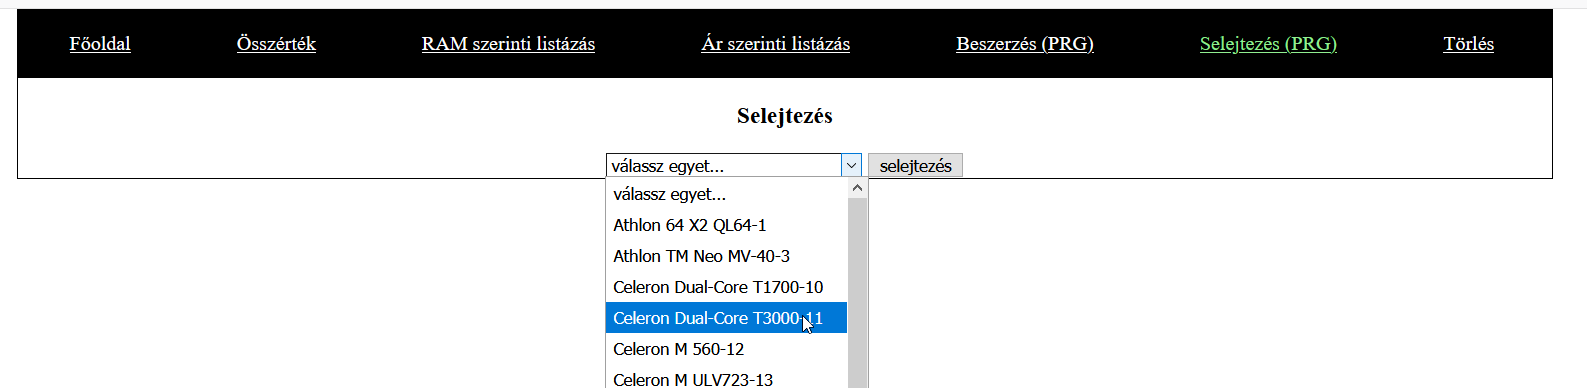 Főoldal Összérték RAM szerinti listázás Ár szerinti listázás Beszerzés (PRG) Selejtezés (PRG) Törlés
Selejtezés
válassz egyet... selejtezés
válassz egyet...
Athlon 64 X2 QL64-1
Athlon TM Neo MV-40-3
Celeron Dual-Core T1700-10
Celeron Dual-Core T3000-11
Celeron M 560-12
Celeron M ULV723-13